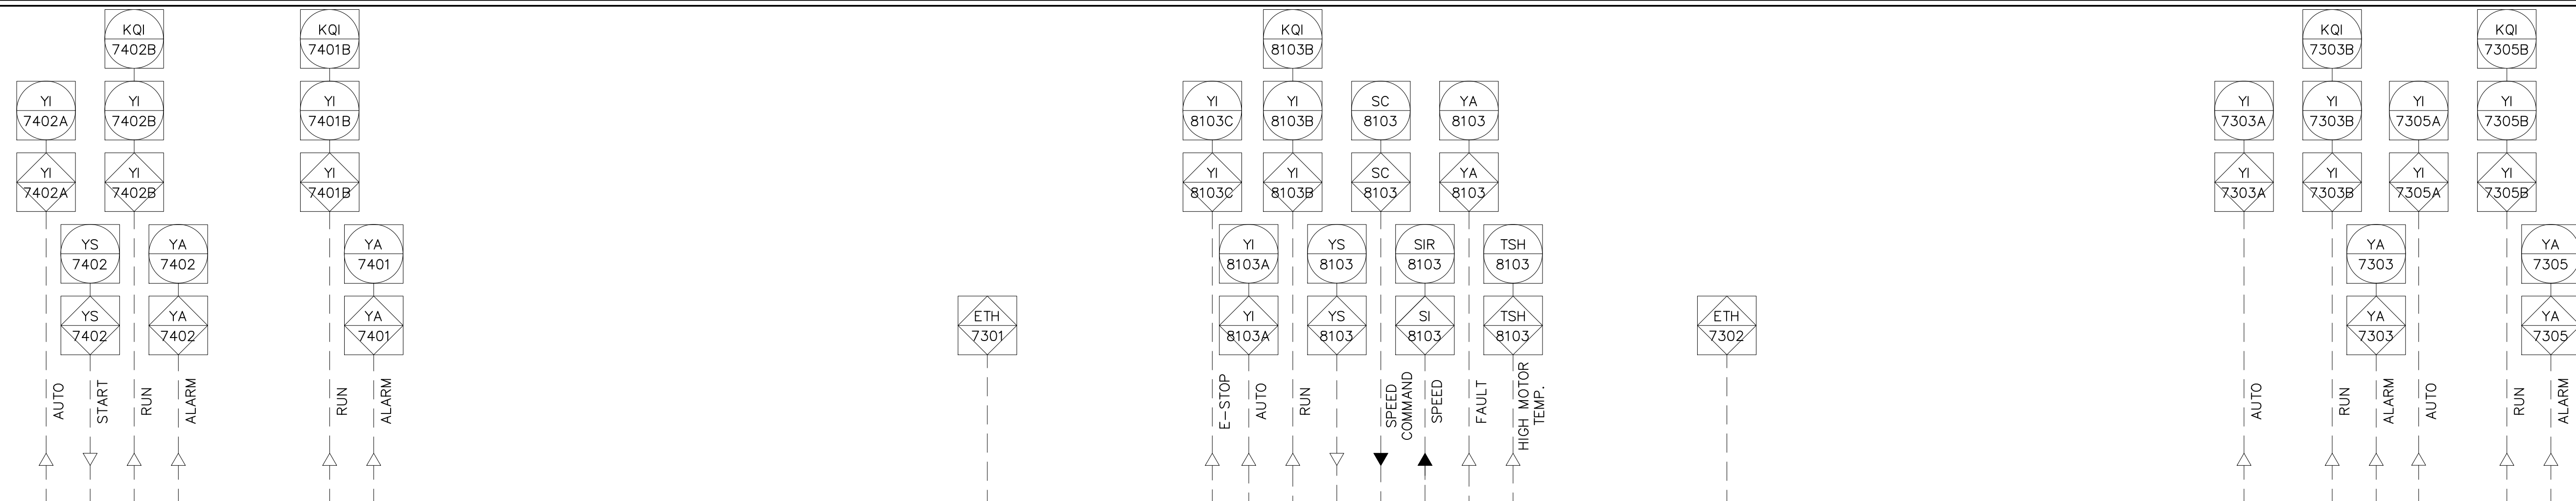 KQI
7402B
KQI
7401B
KQI
8103B
KQI
7303B
KQI
7305B
YI
7402A
YI
7402B
YI
7401B
YI
8103C
YI
8103B
SC
8103
YA
8103
YI
7303A
YI
7303B
YI
7305A
YI
7305B
YI
7402A
YI
7402B
YI
7401B
YI
8103C
YI
8103B
SC
8103
YA
8103
YI
7303A
YI
7303B
YI
7305A
YI
7305B
YS
7402
YA
7402
YA
7401
YI
8103A
YS
8103
SIR
8103
TSH
8103
YA
7303
YA
7305
YS
7402
YA
7402
YA
7401
ETH
7301
YI
8103A
YS
8103
SI
8103
TSH
8103
ETH
7302
YA
7303
YA
7305
AUTO
START
RUN
ALARM
RUN
ALARM
E-STOP
AUTO
RUN
SPEED
COMMAND
SPEED
FAULT
HIGH MOTOR
TEMP.
AUTO
RUN
ALARM
AUTO
RUN
ALARM